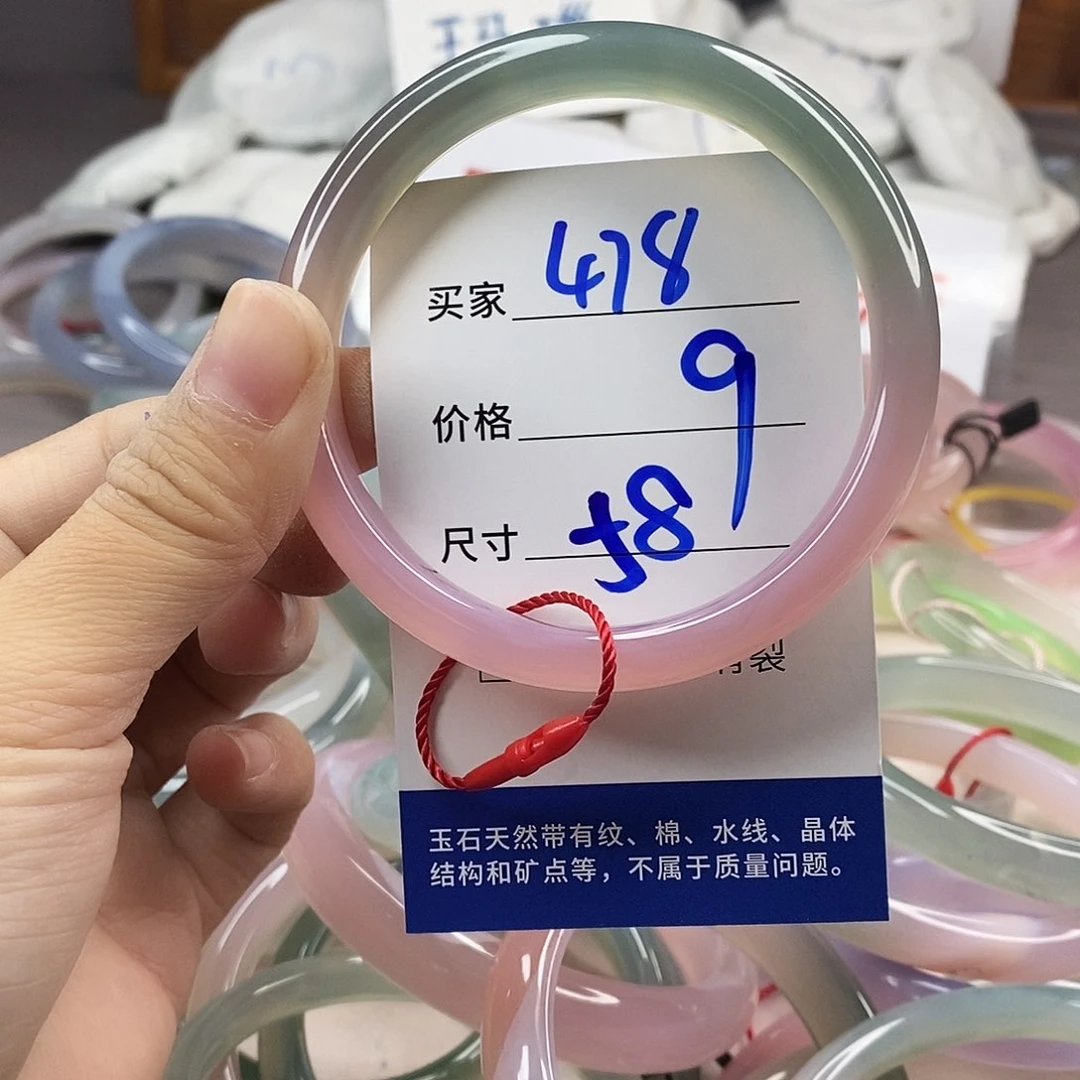 买家 478
价格 9
尺寸 58
裂
玉石天然带有纹、棉、水线、晶体
结构和矿点等，不属于质量问题。